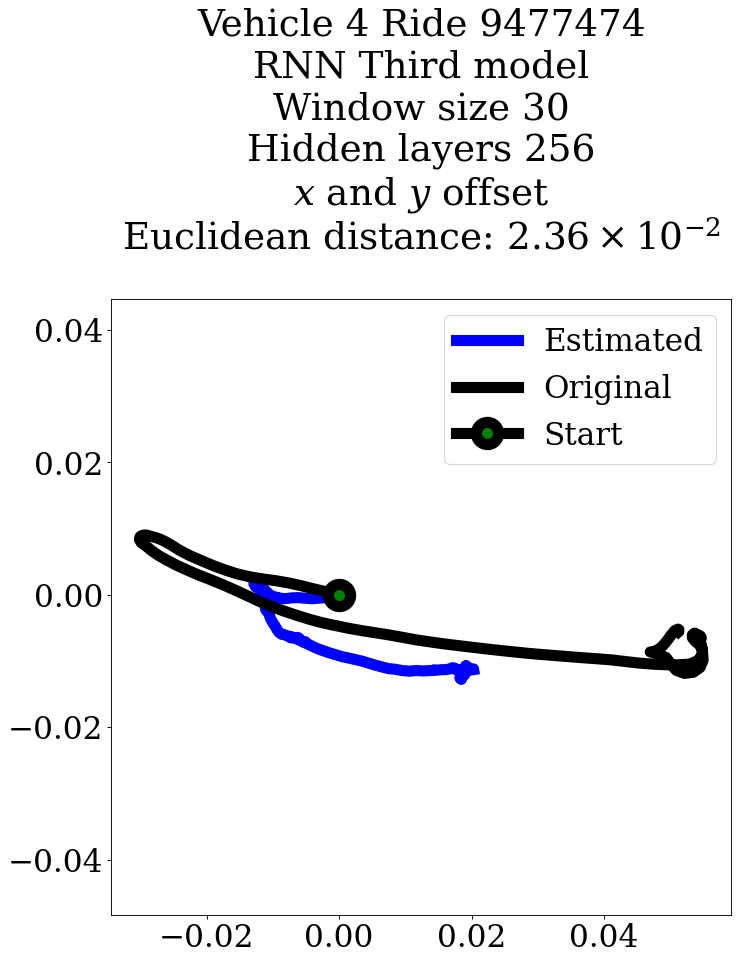 Vehicle 4 Ride 9477474
RNN Third model
Window size 30
Hidden layers 256
x and y offset
Euclidean distance: 2.36 × 10⁻²
Estimated
Original
Start
0.04
0.02
0.00
−0.02
−0.04
−0.02 0.00 0.02 0.04